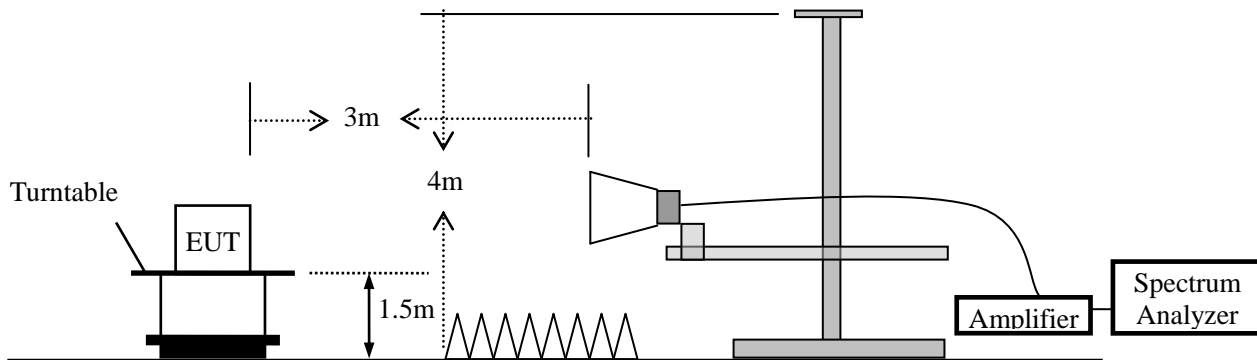 3m
4m
Turntable
EUT
1.5m
Amplifier
Spectrum
Analyzer